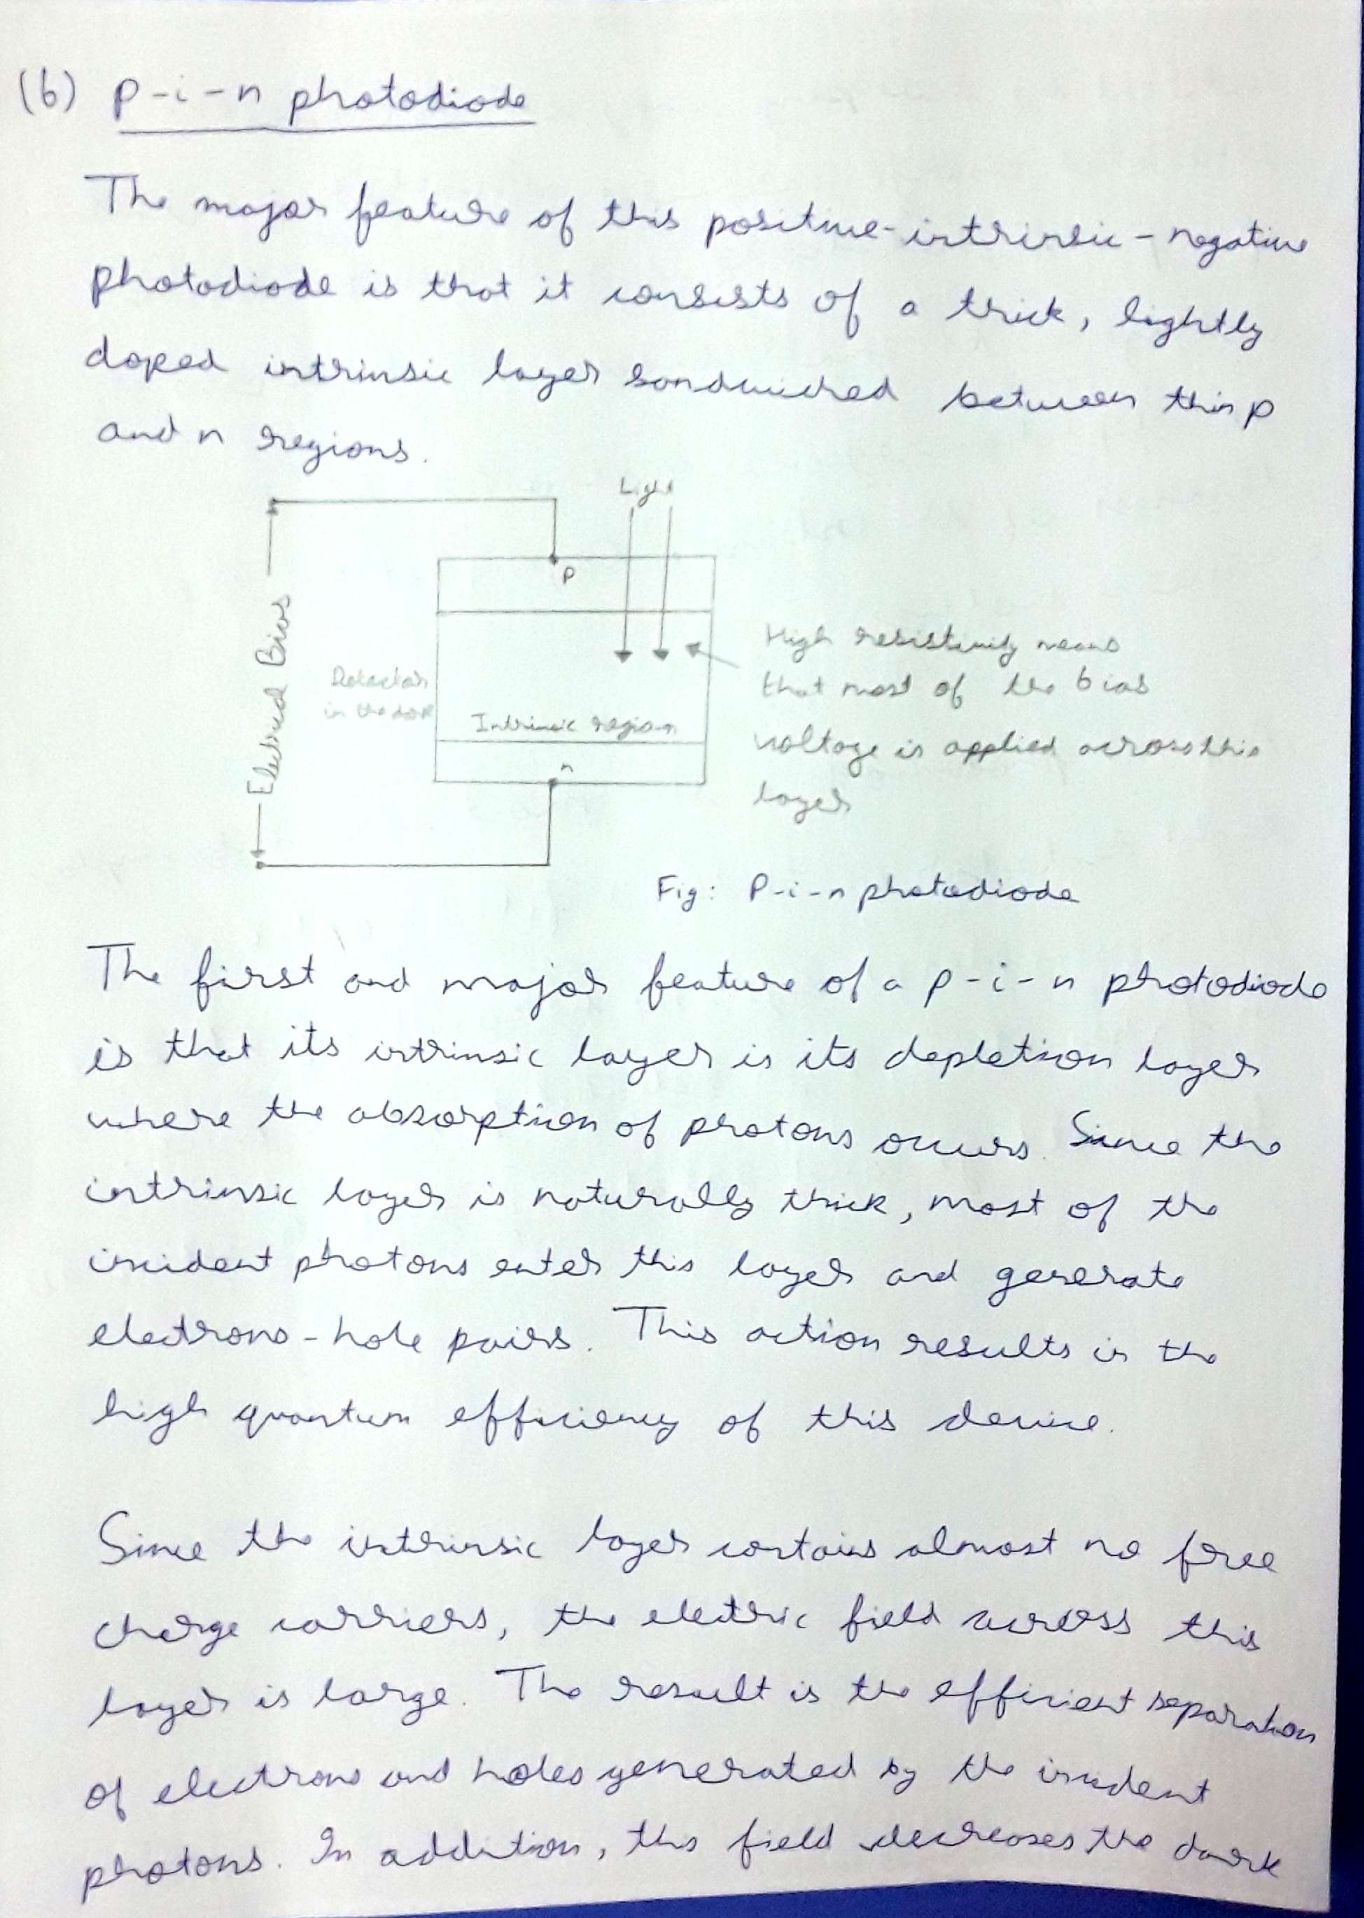 (b) p-i-n photodiode
The major feature of this positive-intrinsic-negative
photodiode is that it consists of a thick, lightly
doped intrinsic layer sandwiched between thin p
and n regions.
Light
p
Electrical Bias
High resistivity means
that most of the bias
Detector
in the
Intrinsic region
voltage is applied across this
layer
n
Fig: P-i-n photodiode
The first and major feature of a p-i-n photodiode
is that its intrinsic layer is its depletion layer
where the absorption of photons occurs. Since the
intrinsic layer is naturally thick, most of the
incident photons enter this layer and generate
electrons-hole pairs. This action results in the
high quantum efficiency of this device.
Since the intrinsic layer contains almost no free
charge carriers, the electric field across this
layer is large. The result is the efficient separation
of electrons and holes generated by the incident
photons. In addition, this field decreases the dark